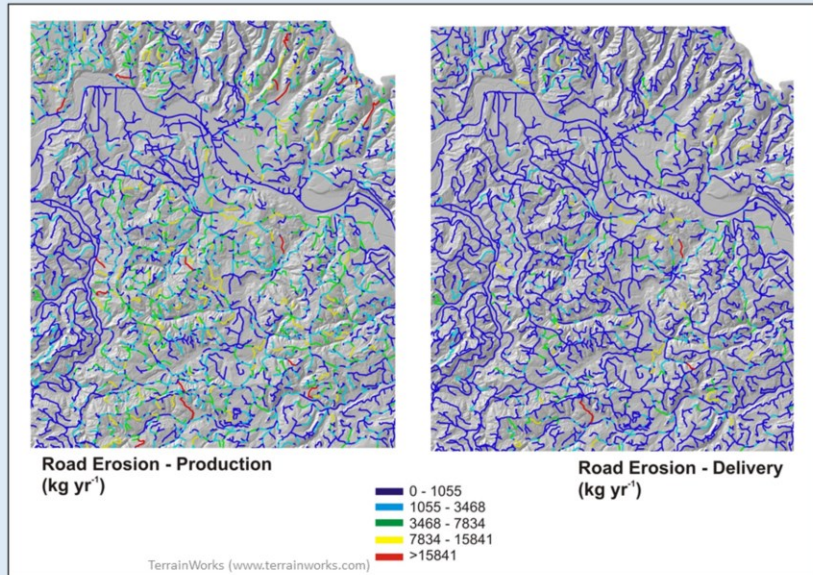 Road Erosion - Production
(kg yr⁻¹)
Road Erosion - Delivery
(kg yr⁻¹)
0 - 1055
1055 - 3468
3468 - 7834
7834 - 15841
>15841
TerrainWorks (www.terrainworks.com)